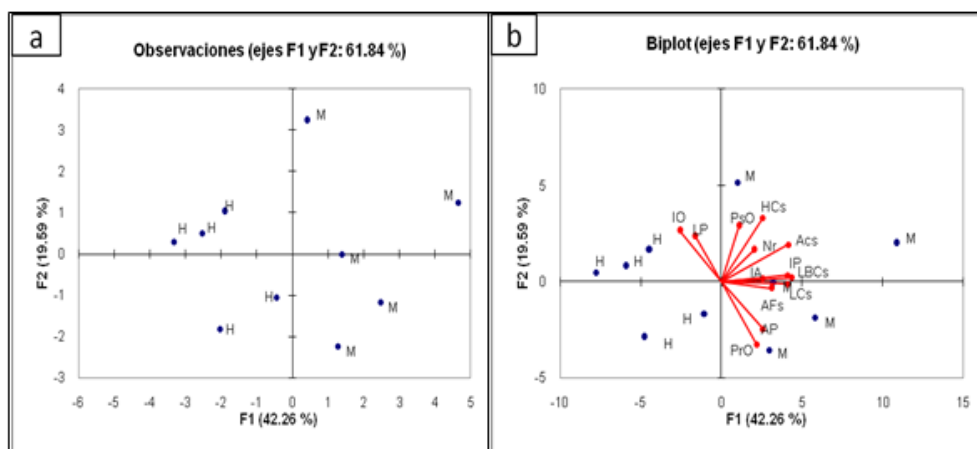 a
Observaciones (ejes F1 y F2: 61.84 %)
F2 (19.59 %)
4
3
2
1
0
-1
-2
-3
M
H
M
H
H
M
H
M
H
M
-6 -5 -4 -3 -2 -1 0 1 2 3 4 5
F1 (42.26 %)
b
Biplot (ejes F1 y F2: 61.84 %)
F2 (19.59 %)
10
5
0
-5
M
HCs
IO
PsO
LP
Acs
M
H
Nr
H
H
IP
IA
LBCs
M
LCs
AFs
H
M
AP
H
PrO
M
-10 -5 0 5 10 15
F1 (42.26 %)